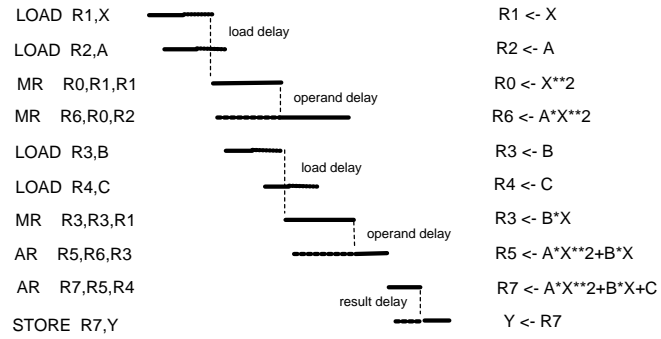 LOAD R1,X R1 <- X
load delay
LOAD R2,A R2 <- A
MR R0,R1,R1 R0 <- X**2
operand delay
MR R6,R0,R2 R6 <- A*X**2
LOAD R3,B R3 <- B
load delay
LOAD R4,C R4 <- C
MR R3,R3,R1 R3 <- B*X
operand delay
AR R5,R6,R3 R5 <- A*X**2+B*X
AR R7,R5,R4 R7 <- A*X**2+B*X+C
result delay
STORE R7,Y Y <- R7